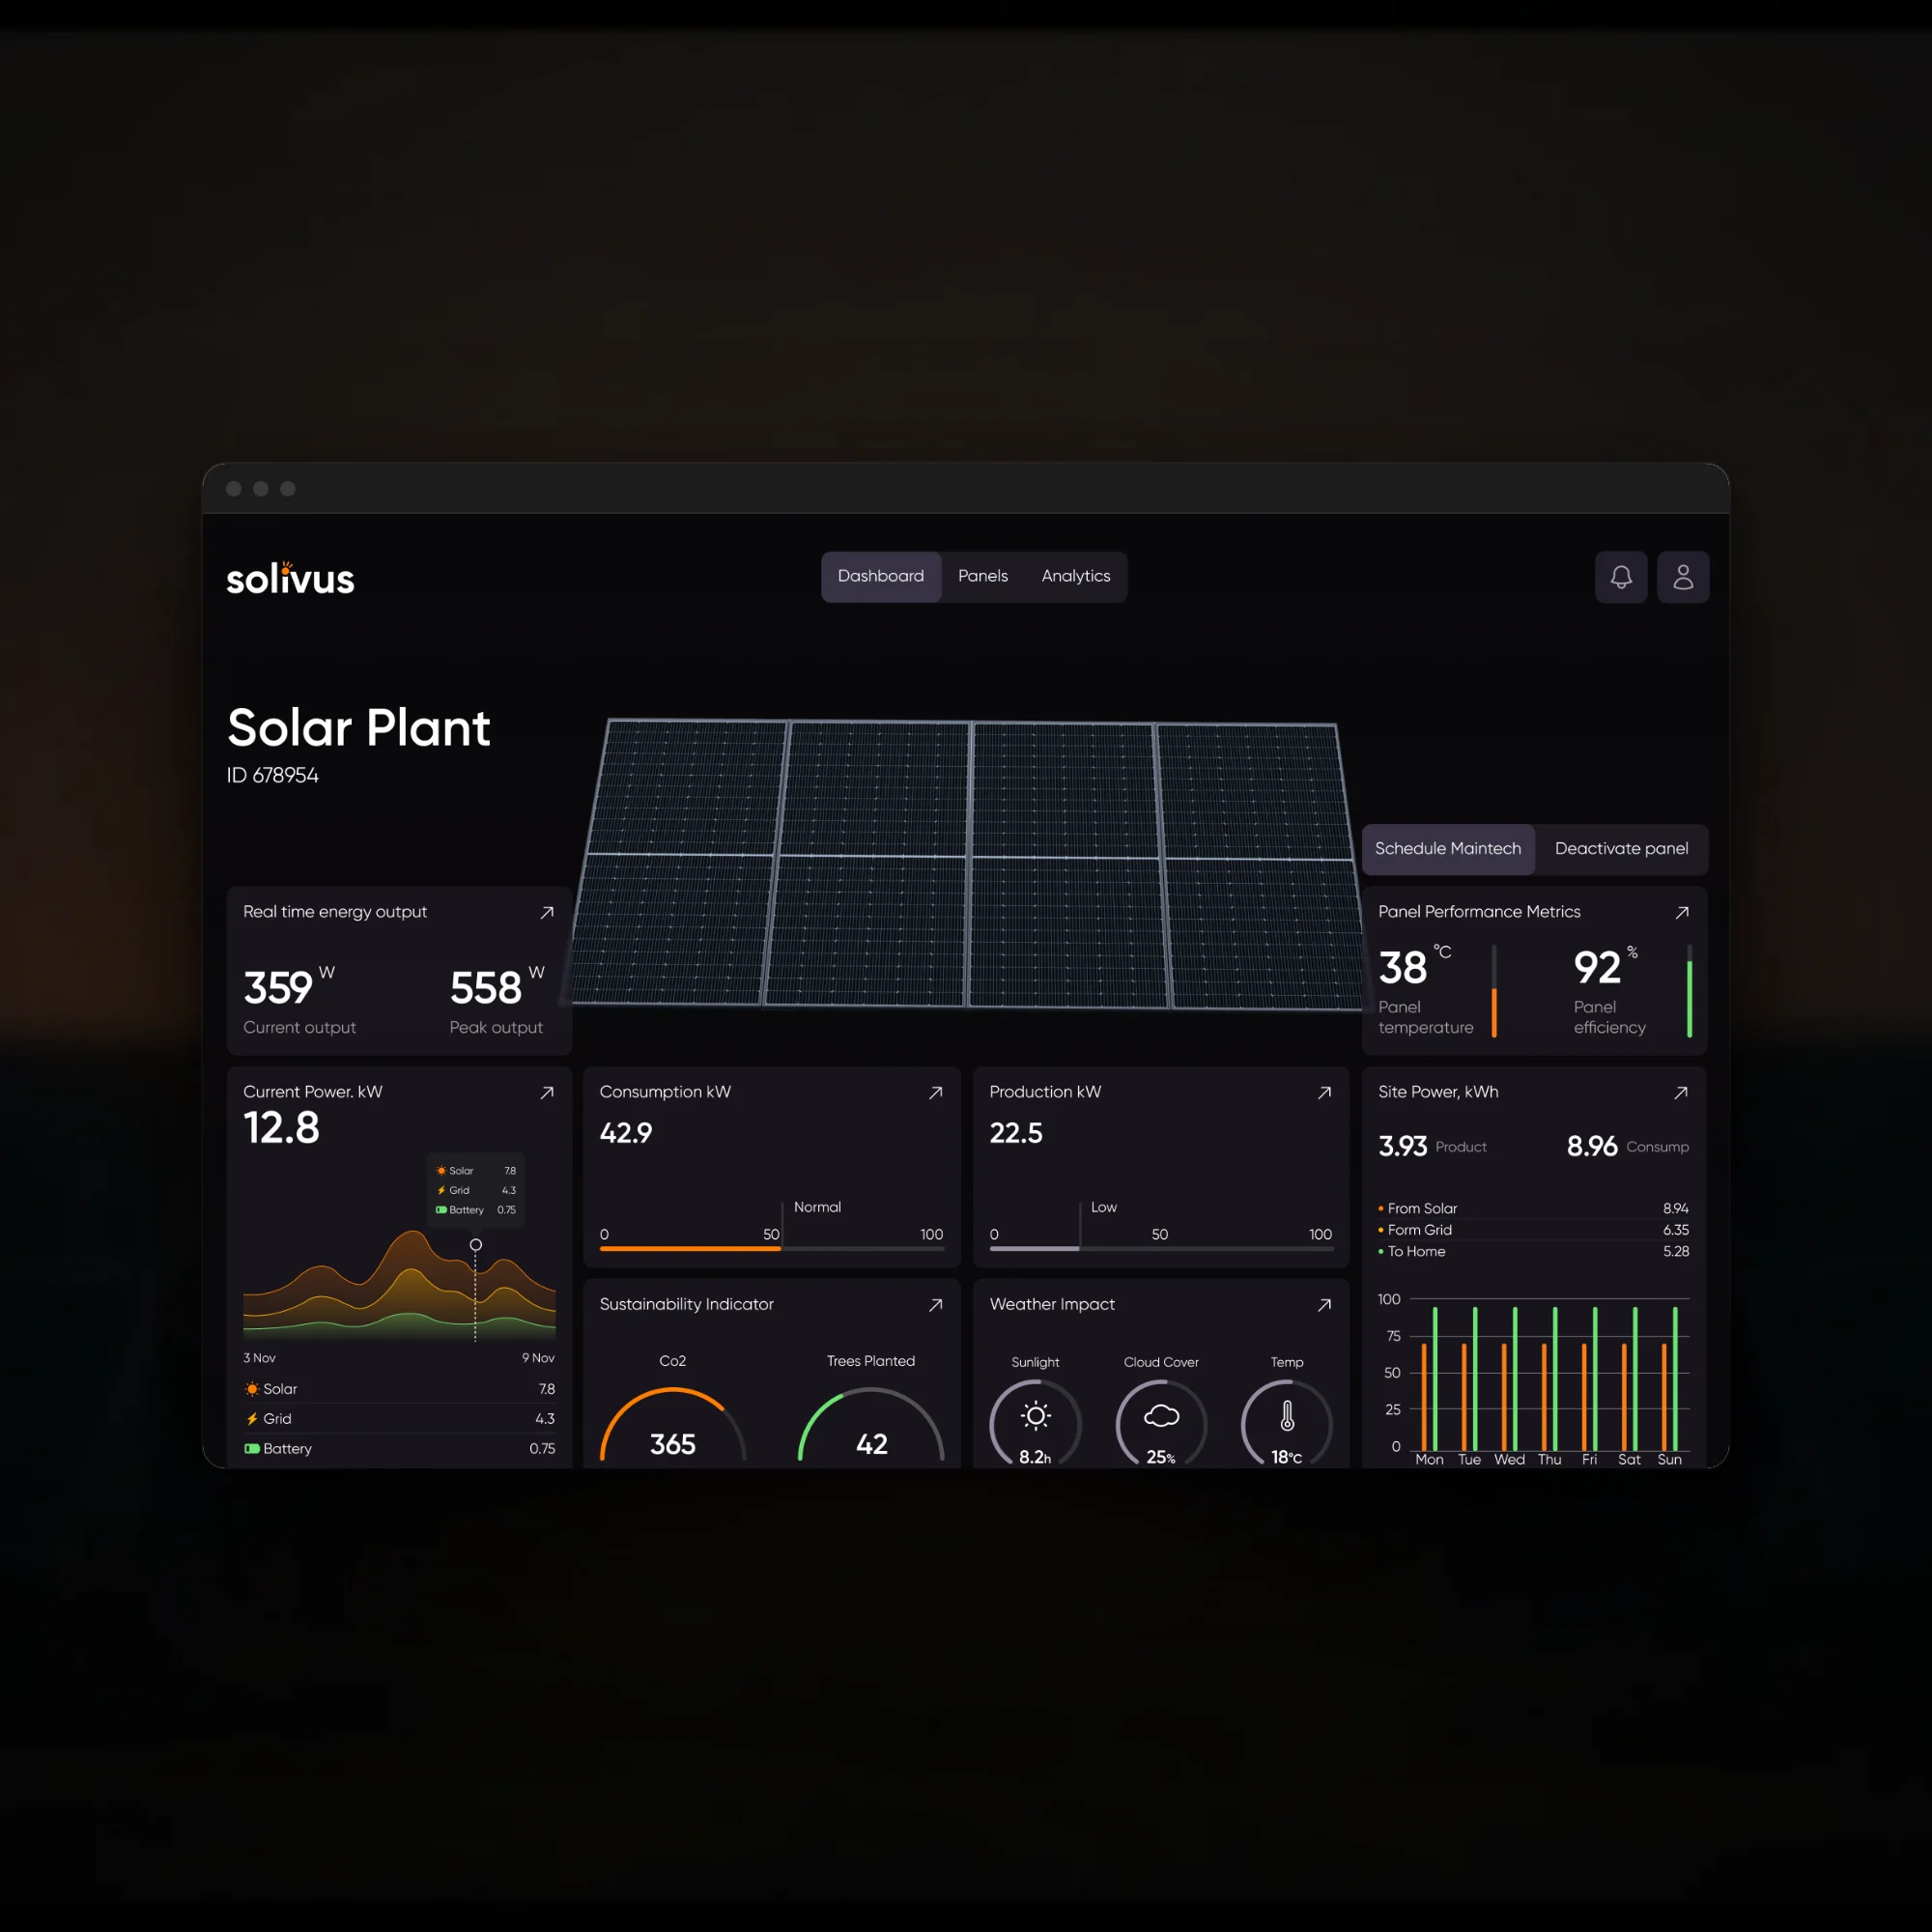 solivus
Dashboard
Panels
Analytics
Solar Plant
ID 678954
Schedule Maintech
Deactivate panel
Real time energy output
359 W
Current output
558 W
Peak output
Panel Performance Metrics
38 °C
Panel
temperature
92 %
Panel
efficiency
Current Power. kW
12.8
Solar 7.8
Grid 4.3
Battery 0.75
3 Nov 9 Nov
Solar 7.8
Grid 4.3
Battery 0.75
Consumption kW
42.9
Normal
0 50 100
Production kW
22.5
Low
0 50 100
Sustainability Indicator
Co2
365
Trees Planted
42
Weather Impact
Sunlight
8.2h
Cloud Cover
25%
Temp
18°C
Site Power, kWh
3.93 Product
8.96 Consump
From Solar 8.94
Form Grid 6.35
To Home 5.28
100
75
50
25
0
Mon Tue Wed Thu Fri Sat Sun